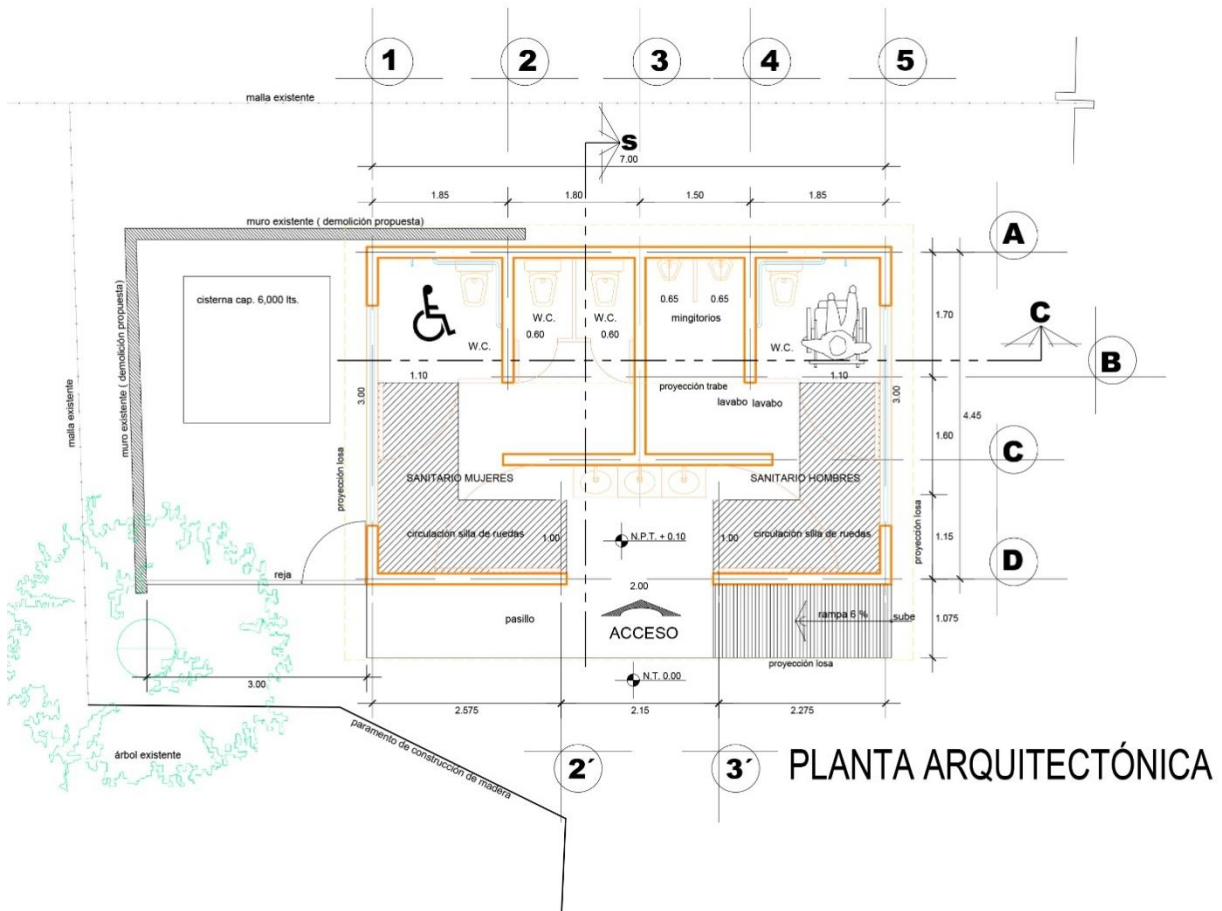 1 2 3 4 5
malla existente
S
7.00
1.85 1.80 1.50 1.85
muro existente ( demolición propuesta)
A
cisterna cap. 6,000 lts.
W.C. W.C. 0.65 0.65
0.60 0.60 mingitorios
W.C. W.C.
1.70
C
B
1.10 proyección trabe 1.10
lavabo lavabo
3.00 3.00
4.45
1.60
C
malla existente
muro existente ( demolición propuesta)
proyección losa
SANITARIO MUJERES SANITARIO HOMBRES
circulación silla de ruedas 1.00 N.P.T. + 0.10 1.00 circulación silla de ruedas
proyección losa
1.15
D
reja
2.00
pasillo ACCESO rampa 6 % sube
1.075
proyección losa
3.00 N.T. 0.00
2.575 2.15 2.275
árbol existente
paramento de construcción de madera
2´ 3´ PLANTA ARQUITECTÓNICA